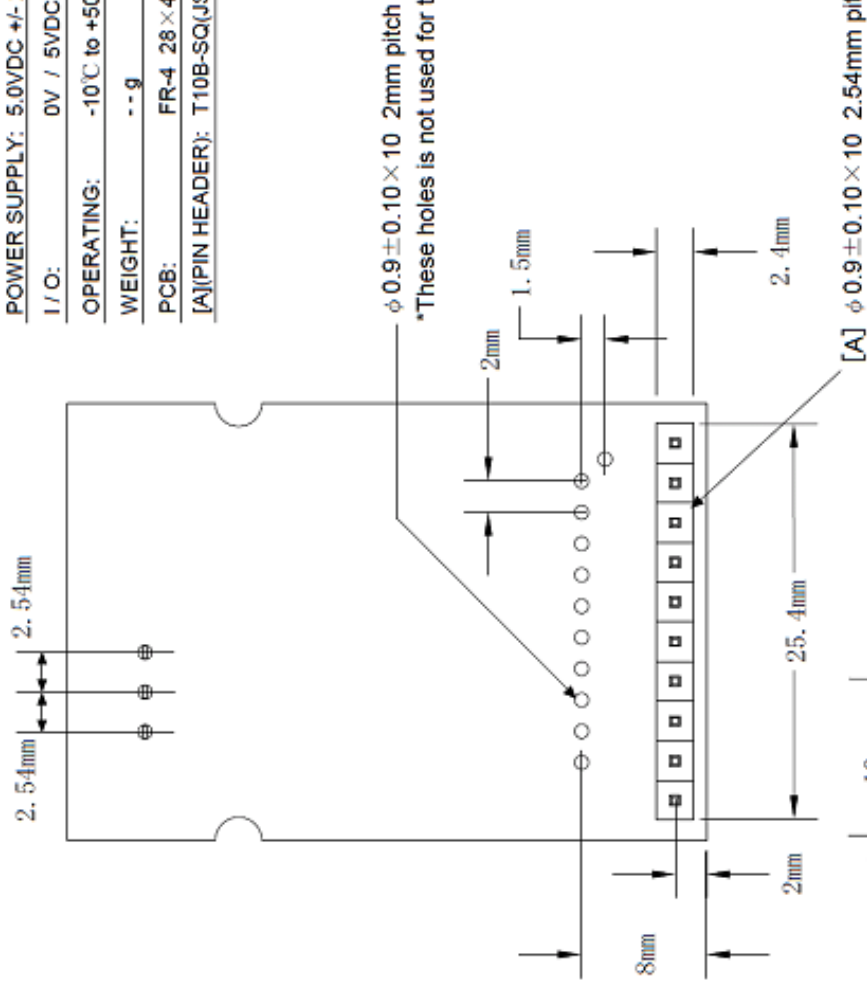 POWER SUPPLY: 5.0VDC +/-
I / O: 0V / 5VDC
OPERATING: -10℃ to +50
WEIGHT: - - g
PCB: FR-4 28×4
[A](PIN HEADER): T10B-SQ(JS
ϕ0.9±0.10×10 2mm pitch
*These holes is not used for t
2.54mm
2.54mm
2mm
1.5mm
2.4mm
[A] ϕ0.9±0.10×10 2.54mm pit
25.4mm
2mm
8mm